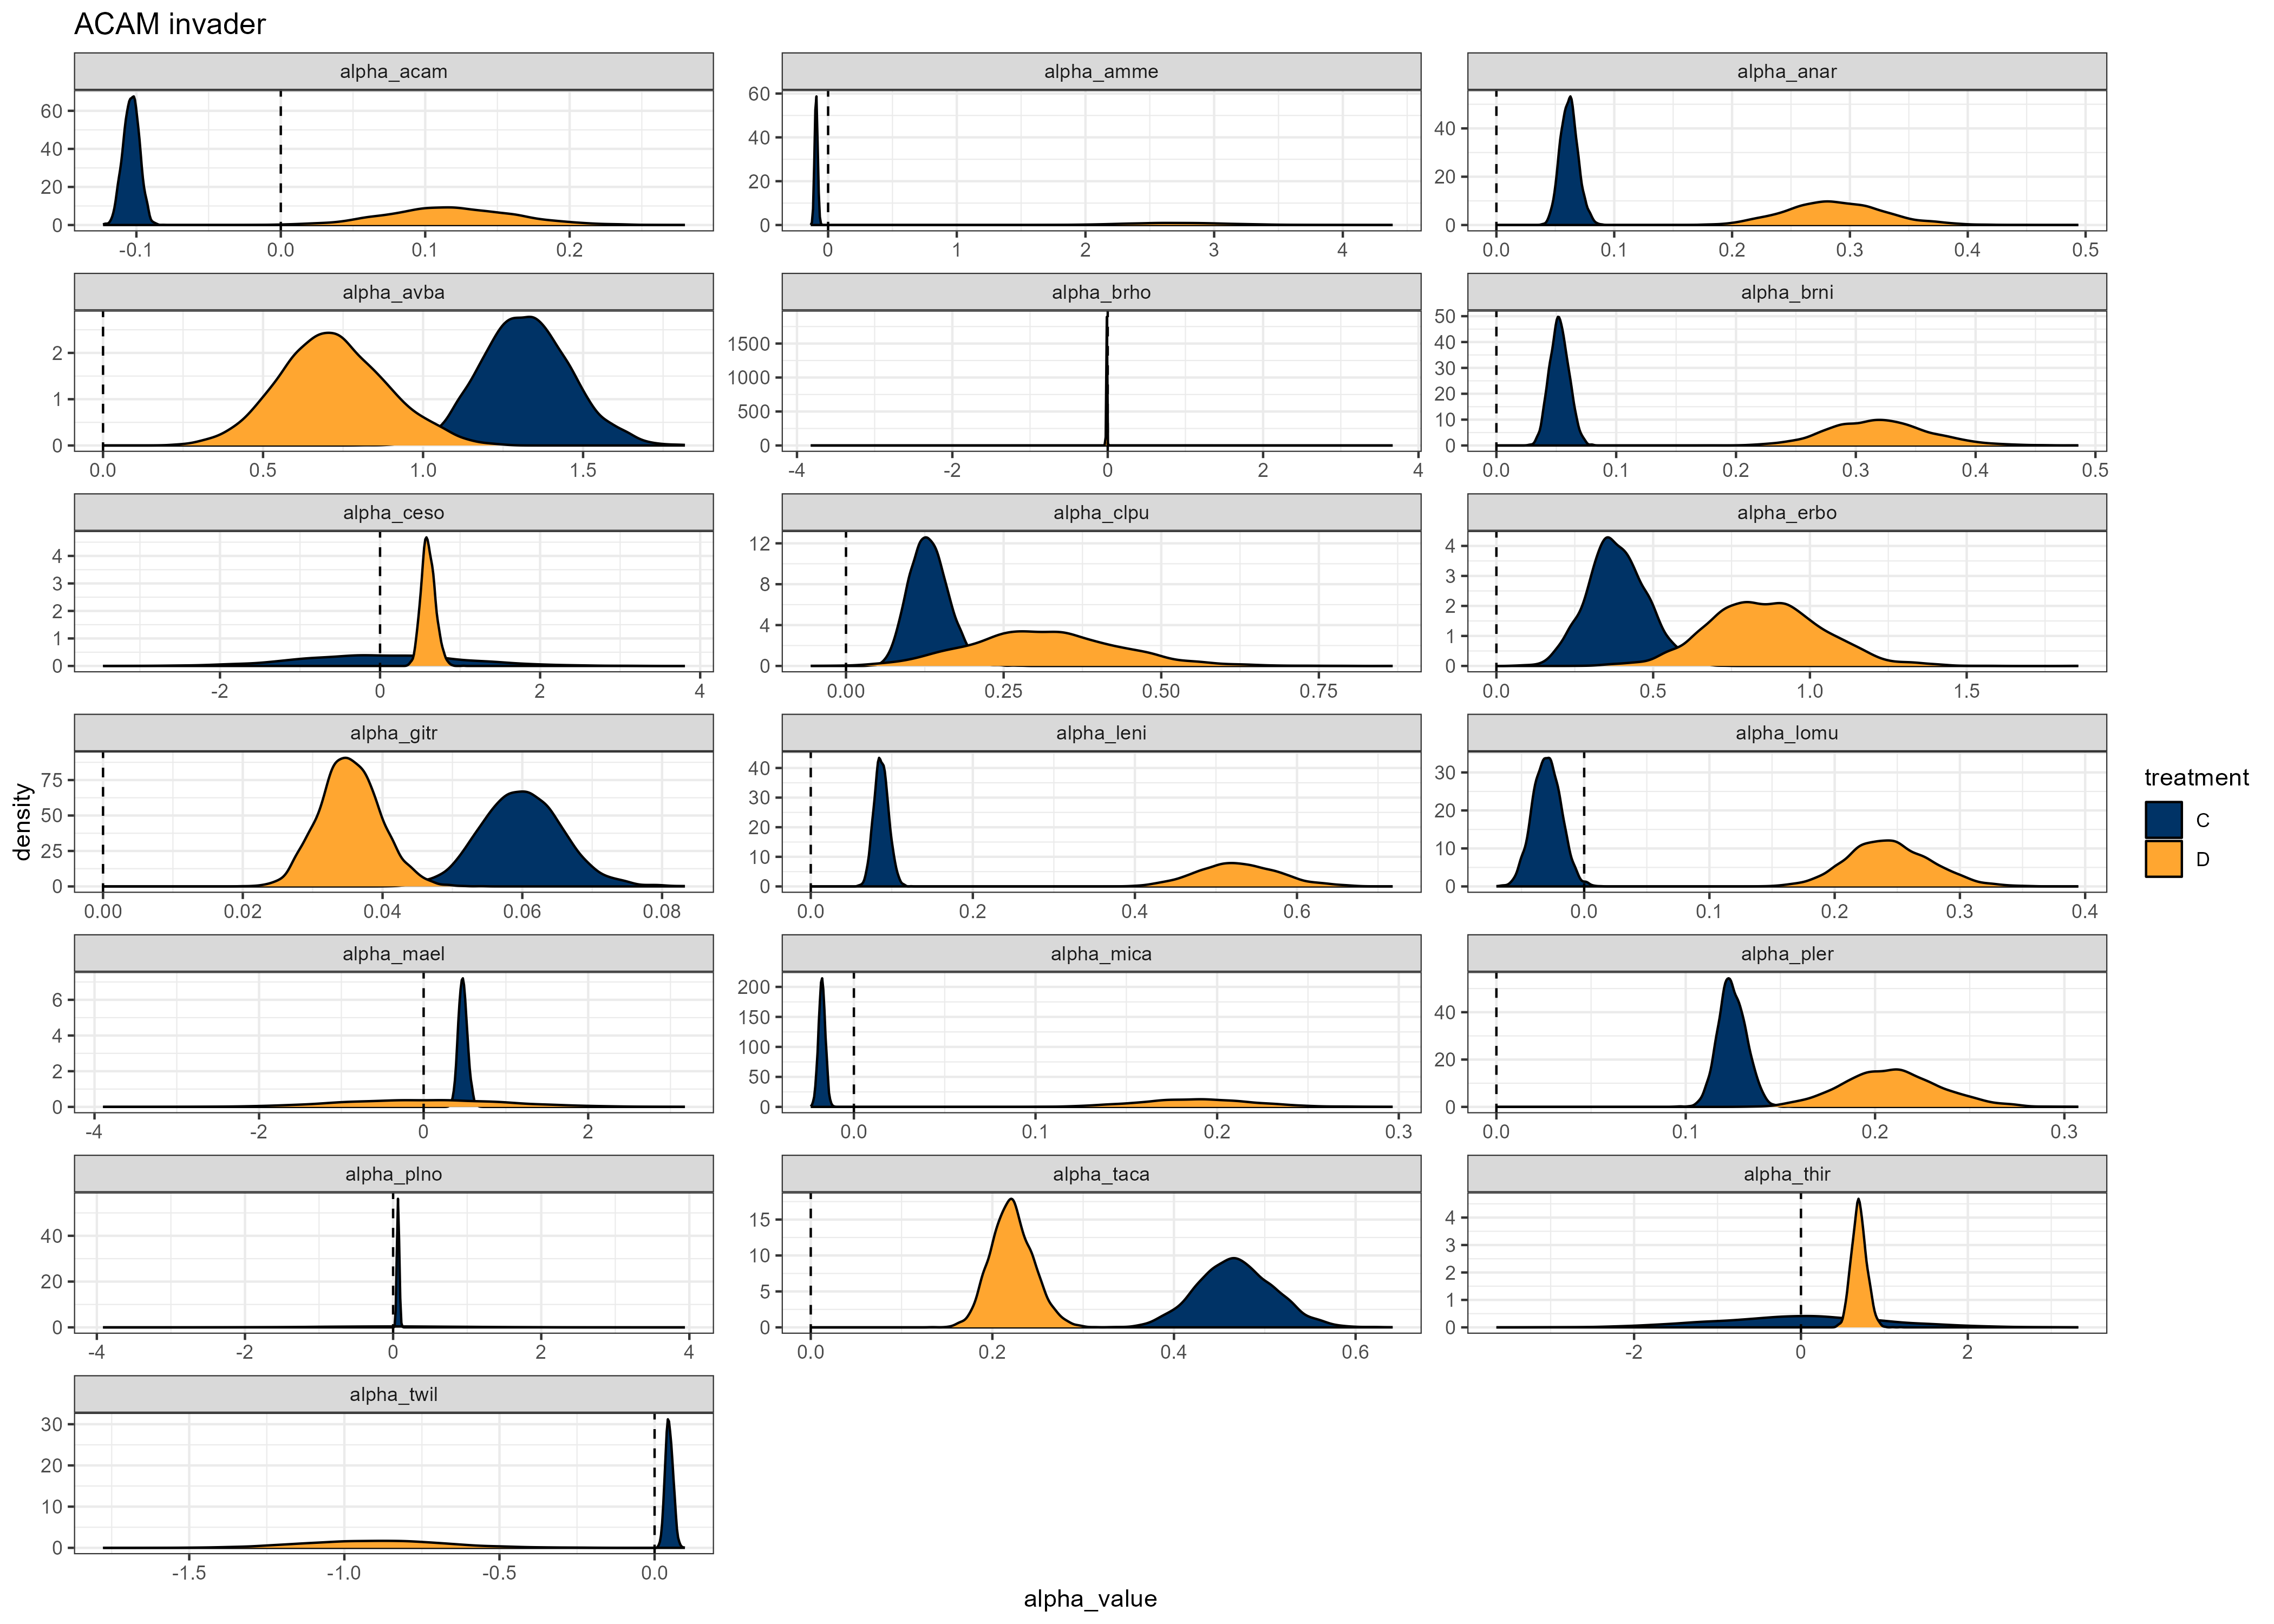 ACAM invader
alpha_acam alpha_amme alpha_anar
60 40 20 0
-0.1 0.0 0.1 0.2
60 40 20 0
0 1 2 3 4
40 20 0
0.0 0.1 0.2 0.3 0.4 0.5
alpha_avba alpha_brho alpha_brni
2 1 0
0.0 0.5 1.0 1.5
1500 1000 500 0
-4 -2 0 2 4
50 40 30 20 10 0
0.0 0.1 0.2 0.3 0.4 0.5
alpha_ceso alpha_clpu alpha_erbo
4 3 2 1 0
-2 0 2 4
12 8 4 0
0.00 0.25 0.50 0.75
4 3 2 1 0
0.0 0.5 1.0 1.5
alpha_gitr alpha_leni alpha_lomu
75 50 25 0
0.00 0.02 0.04 0.06 0.08
40 30 20 10 0
0.0 0.2 0.4 0.6
30 20 10 0
0.0 0.1 0.2 0.3 0.4
alpha_mael alpha_mica alpha_pler
6 4 2 0
-4 -2 0 2
200 150 100 50 0
0.0 0.1 0.2 0.3
40 20 0
0.0 0.1 0.2 0.3
alpha_plno alpha_taca alpha_thir
40 20 0
-4 -2 0 2 4
15 10 5 0
0.0 0.2 0.4 0.6
4 3 2 1 0
-2 0 2
alpha_twil
30 20 10 0
-1.5 -1.0 -0.5 0.0
density
alpha_value
treatment
C
D